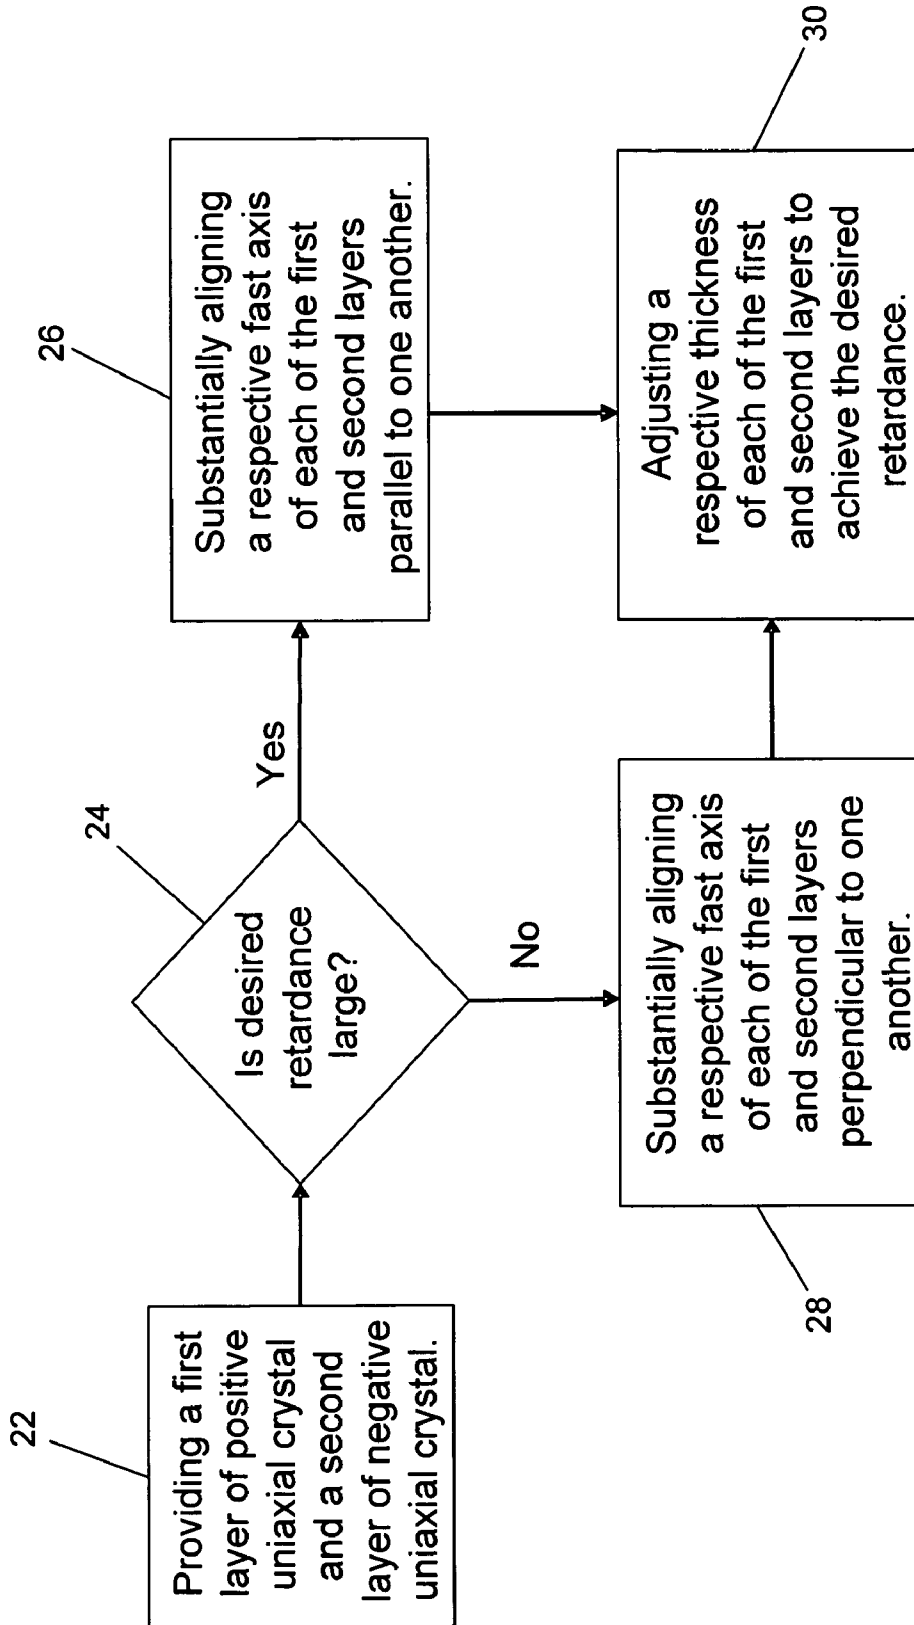 22
Providing a first
layer of positive
uniaxial crystal
and a second
layer of negative
uniaxial crystal.
24
Is desired
retardance
large?
Yes
26
Substantially aligning
a respective fast axis
of each of the first
and second layers
parallel to one another.
No
28
Substantially aligning
a respective fast axis
of each of the first
and second layers
perpendicular to one
another.
30
Adjusting a
respective thickness
of each of the first
and second layers to
achieve the desired
retardance.